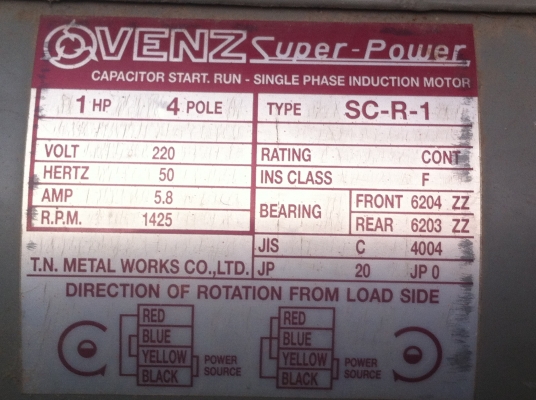 VENZ Super-Power
CAPACITOR START. RUN - SINGLE PHASE INDUCTION MOTOR
1 HP 4 POLE TYPE SC-R-1
VOLT 220
HERTZ 50
AMP 5.8
R.P.M. 1425
RATING CONT
INS CLASS F
BEARING FRONT 6204 ZZ
REAR 6203 ZZ
JIS C 4004
JP 20 JP 0
T.N. METAL WORKS CO.,LTD.
DIRECTION OF ROTATION FROM LOAD SIDE
RED
BLUE
YELLOW
BLACK
POWER
SOURCE
RED
BLUE
YELLOW
BLACK
POWER
SOURCE